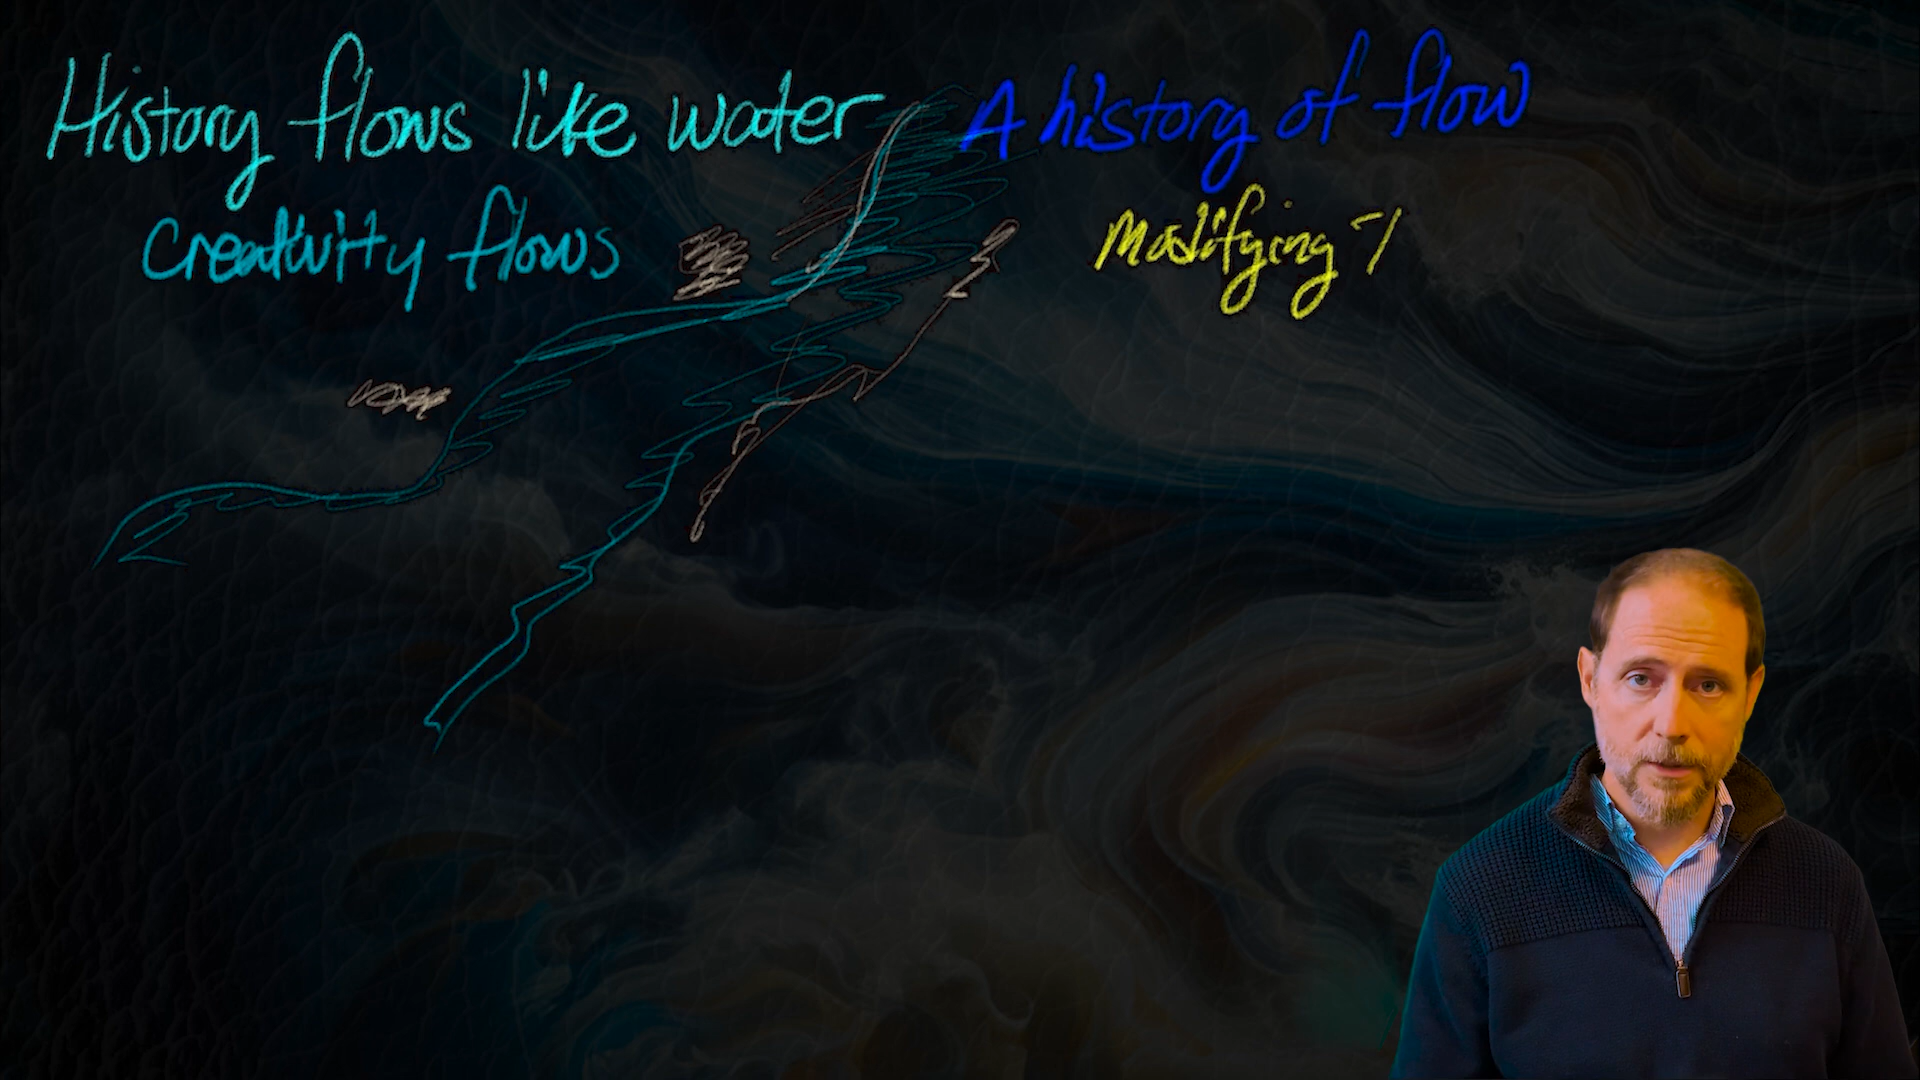 History flows like water
Creativity flows
A history of flow
Modifying